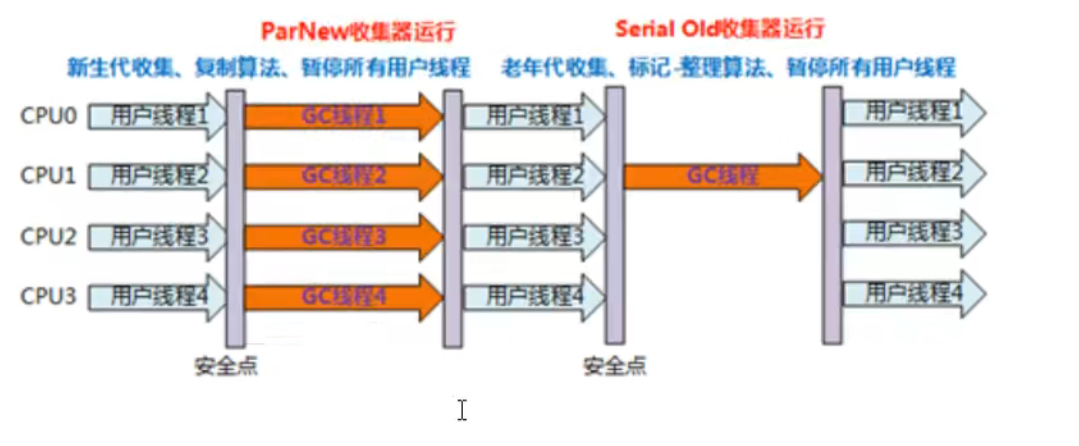 ParNew收集器运行 Serial Old收集器运行
新生代收集、复制算法、暂停所有用户线程 老年代收集、标记-整理算法、暂停所有用户线程
CPU0 用户线程1 GC线程1 用户线程1 用户线程1
CPU1 用户线程2 GC线程2 用户线程2 GC线程 用户线程2
CPU2 用户线程3 GC线程3 用户线程3 用户线程3
CPU3 用户线程4 GC线程4 用户线程4 用户线程4
安全点 安全点